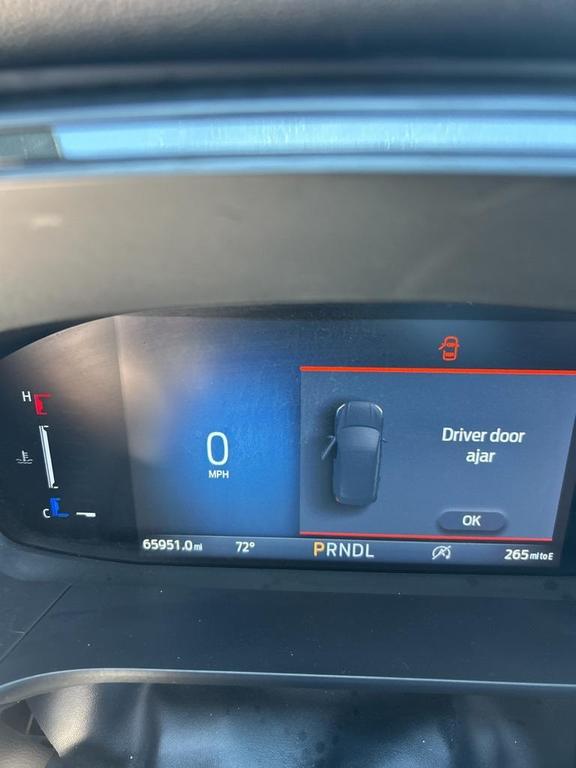 H
C
0
MPH
Driver door
ajar
OK
65951.0 mi 72° PRNDL 265 mi to E